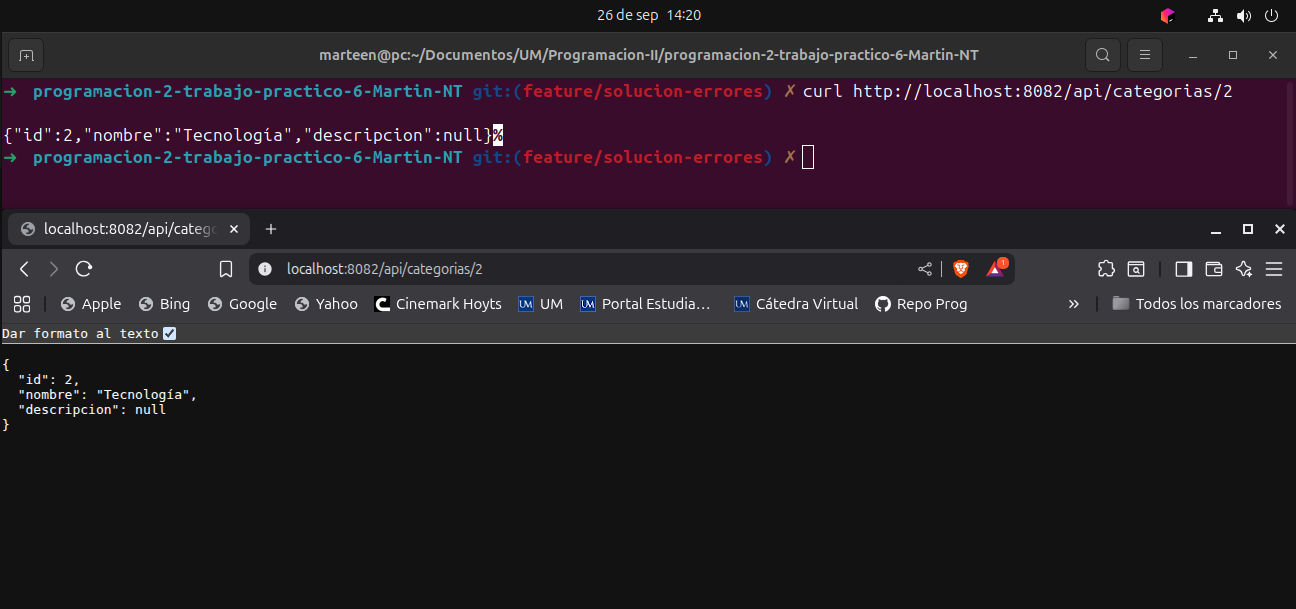 26 de sep 14:20
marteen@pc:~/Documentos/UM/Programacion-II/programacion-2-trabajo-practico-6-Martin-NT
➜ programacion-2-trabajo-practico-6-Martin-NT git:(feature/solucion-errores) ✗ curl http://localhost:8082/api/categorias/2
{"id":2,"nombre":"Tecnología","descripcion":null}%
➜ programacion-2-trabajo-practico-6-Martin-NT git:(feature/solucion-errores) ✗
localhost:8082/api/catego
localhost:8082/api/categorias/2 1
Apple Bing Google Yahoo C Cinemark Hoyts UM UM UM Portal Estudia… UM Cátedra Virtual Repo Prog » Todos los marcadores
Dar formato al texto
{
"id": 2,
"nombre": "Tecnología",
"descripcion": null
}